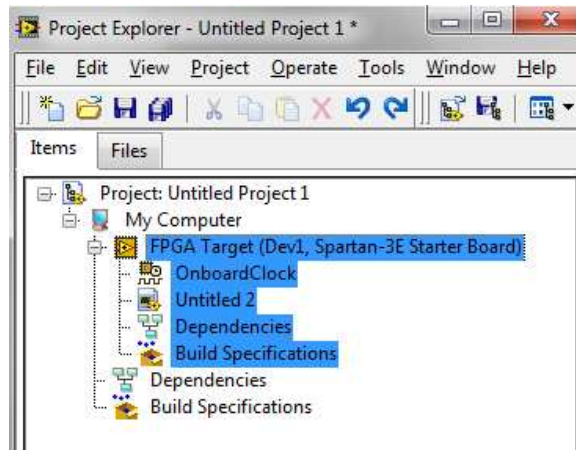 Project Explorer - Untitled Project 1 *
File Edit View Project Operate Tools Window Help
Items Files
Project: Untitled Project 1
My Computer
FPGA Target (Dev1, Spartan-3E Starter Board)
OnboardClock
Untitled 2
Dependencies
Build Specifications
Dependencies
Build Specifications